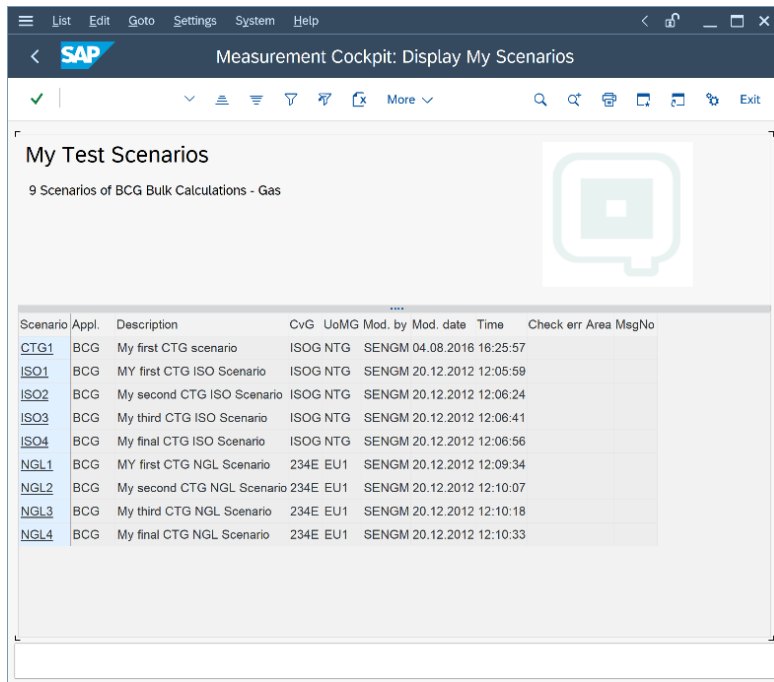 List Edit Goto Settings System Help
SAP Measurement Cockpit: Display My Scenarios
More Exit
My Test Scenarios
9 Scenarios of BCG Bulk Calculations - Gas
Scenario Appl. Description CvG UoMG Mod. by Mod. date Time Check err Area MsgNo
CTG1 BCG My first CTG scenario ISOG NTG SENGM 04.08.2016 16:25:57
ISO1 BCG MY first CTG ISO Scenario ISOG NTG SENGM 20.12.2012 12:05:59
ISO2 BCG My second CTG ISO Scenario ISOG NTG SENGM 20.12.2012 12:06:24
ISO3 BCG My third CTG ISO Scenario ISOG NTG SENGM 20.12.2012 12:06:41
ISO4 BCG My final CTG ISO Scenario ISOG NTG SENGM 20.12.2012 12:06:56
NGL1 BCG MY first CTG NGL Scenario 234E EU1 SENGM 20.12.2012 12:09:34
NGL2 BCG My second CTG NGL Scenario 234E EU1 SENGM 20.12.2012 12:10:07
NGL3 BCG My third CTG NGL Scenario 234E EU1 SENGM 20.12.2012 12:10:18
NGL4 BCG My final CTG NGL Scenario 234E EU1 SENGM 20.12.2012 12:10:33